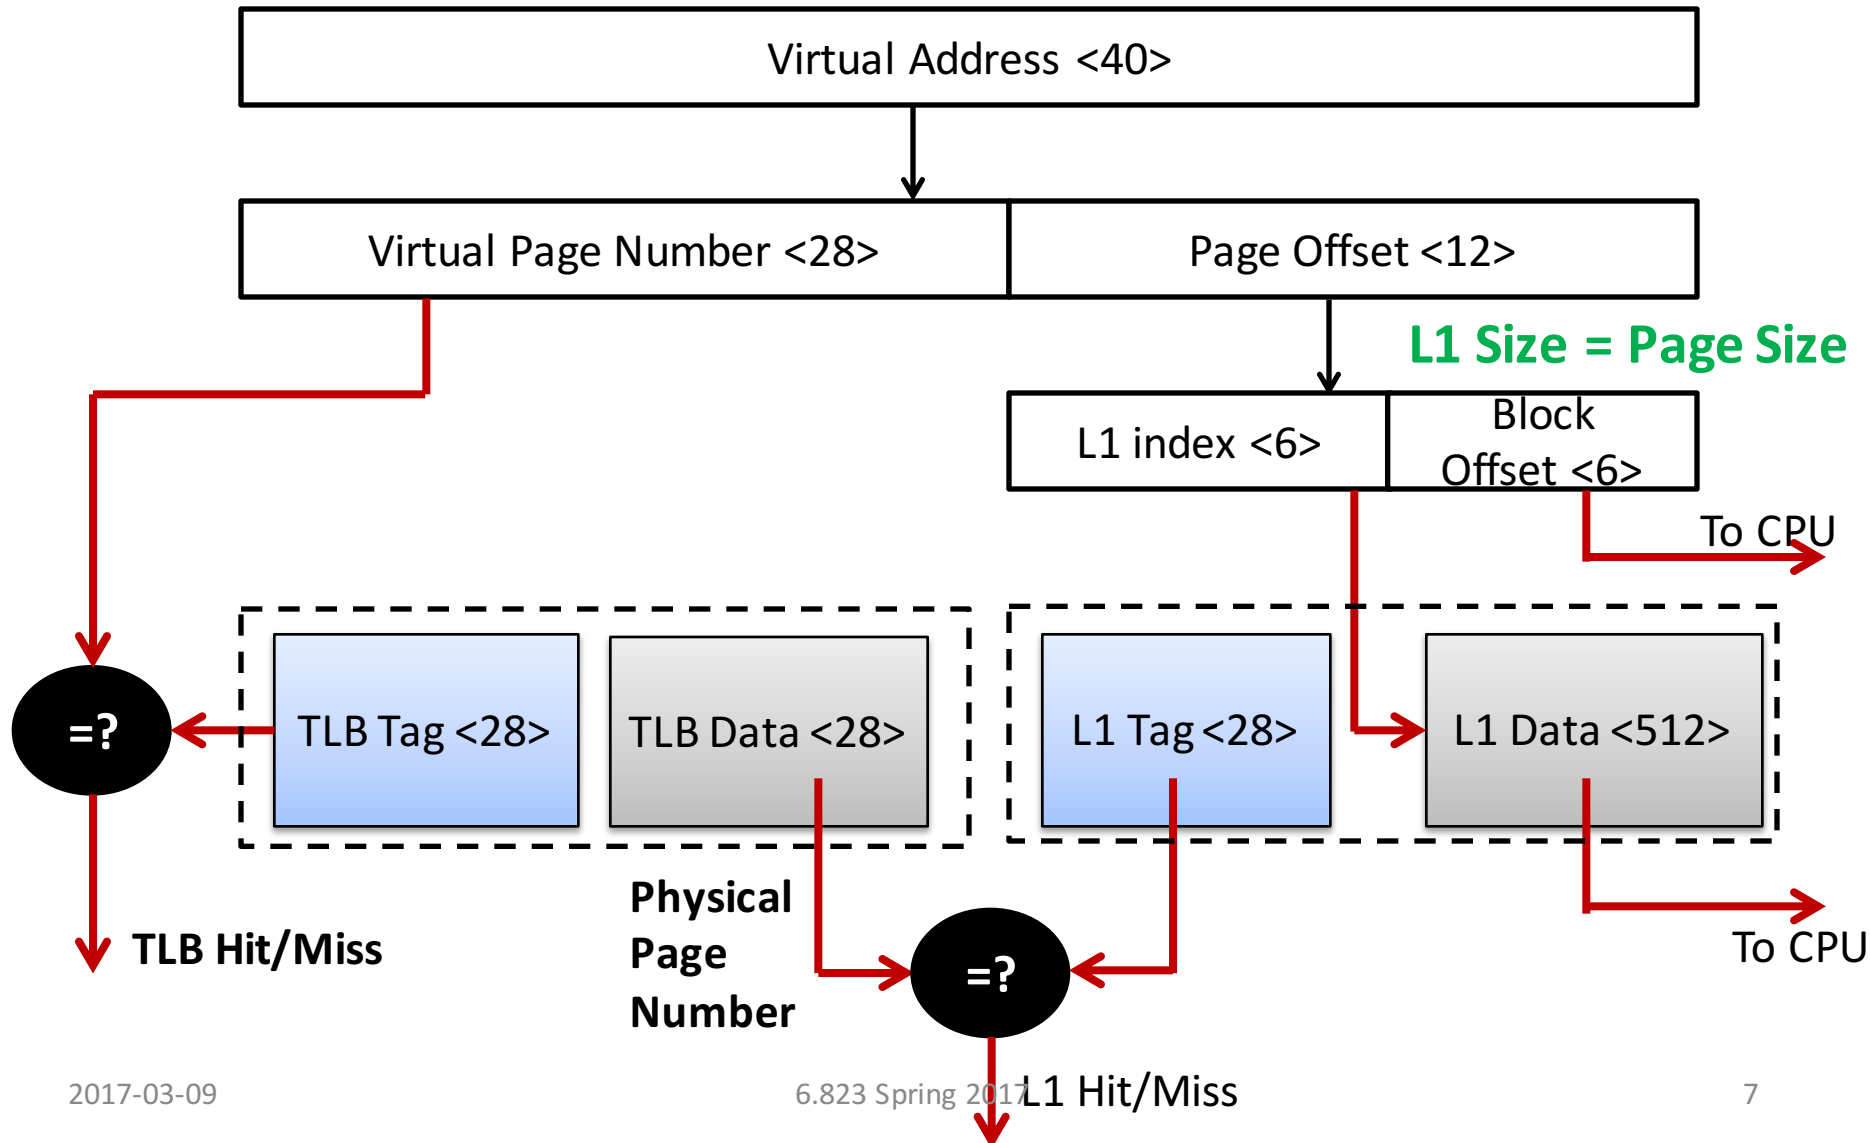 Virtual Address <40>
Virtual Page Number <28>
Page Offset <12>
L1 Size = Page Size
L1 index <6>
Block
Offset <6>
To CPU
=?
TLB Tag <28>
TLB Data <28>
L1 Tag <28>
L1 Data <512>
Physical
Page
Number
TLB Hit/Miss
=?
To CPU
L1 Hit/Miss
2017-03-09
6.823 Spring 2017
7